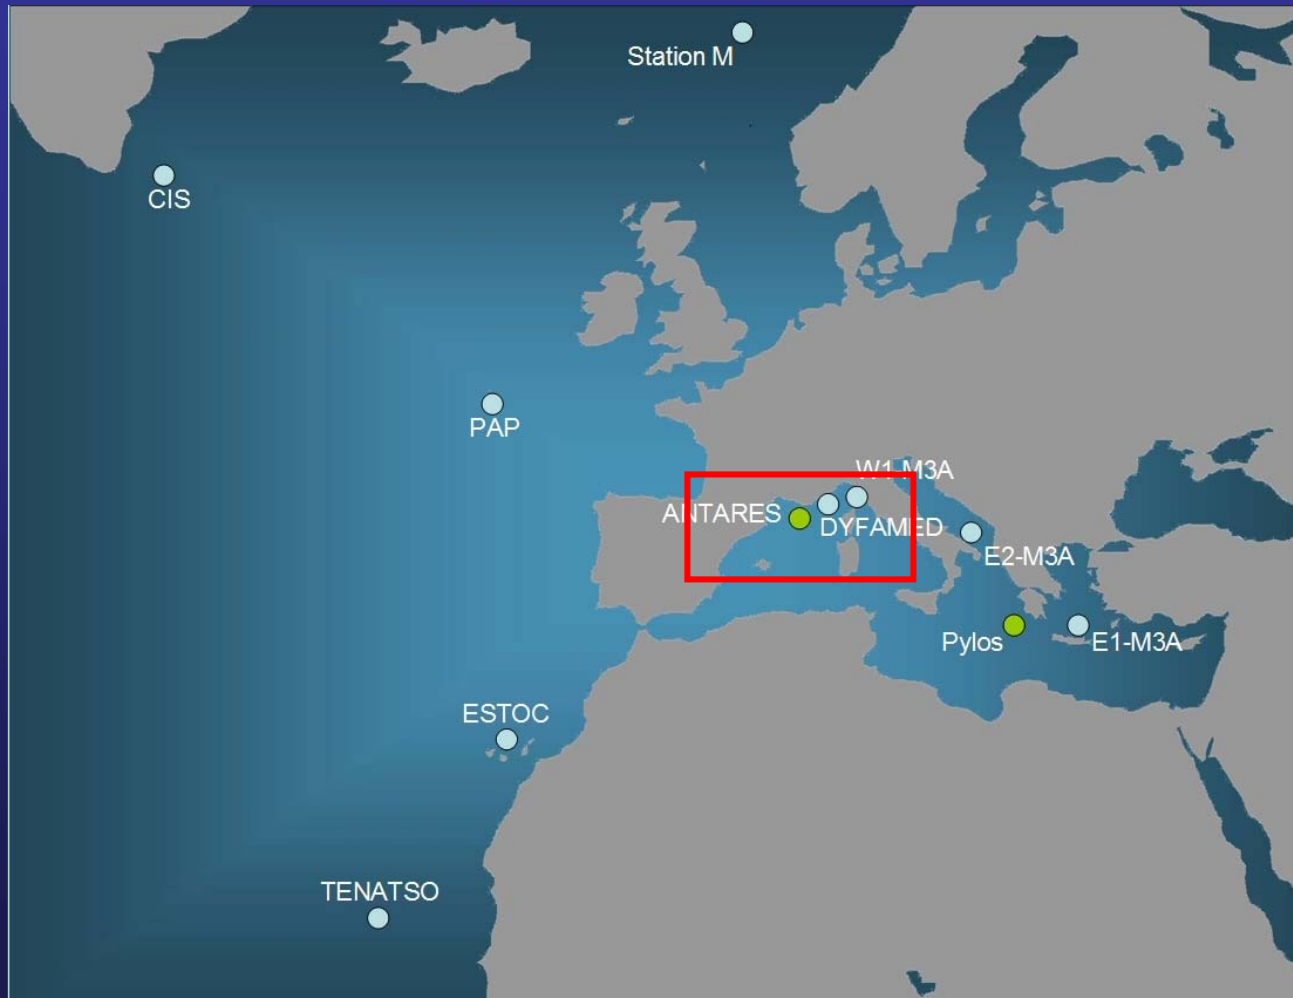 Station M
CIS
PAP
W1-M3A
ANTARES
DYFAMED
E2-M3A
Pylos
E1-M3A
ESTOC
TENATSO